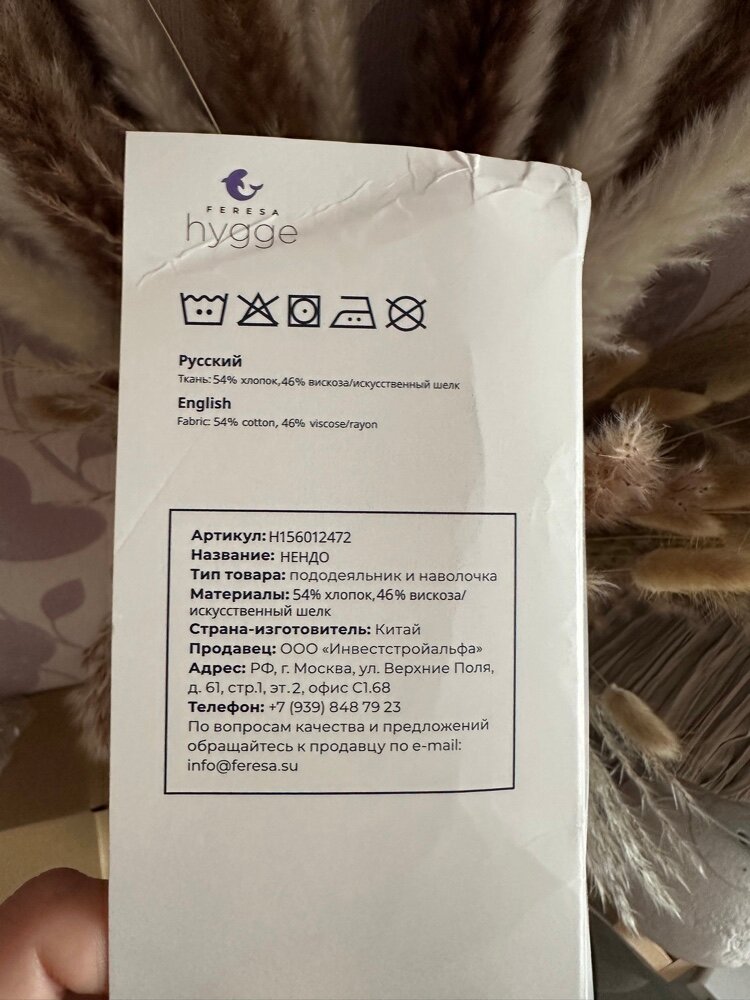 FERESA
hygge
Русский
Ткань: 54% хлопок,46% вискоза/искусственный шелк
English
Fabric: 54% cotton, 46% viscose/rayon
Артикул: H156012472
Название: НЕНДО
Тип товара: пододеяльник и наволочка
Материалы: 54% хлопок,46% вискоза/
искусственный шелк
Страна-изготовитель: Китай
Продавец: ООО «Инвестстройальфа»
Адрес: РФ, г. Москва, ул. Верхние Поля,
д. 61, стр.1, эт. 2, офис С1.68
Телефон: +7 (939) 848 79 23
По вопросам качества и предложений
обращайтесь к продавцу по e-mail:
info@feresa.su